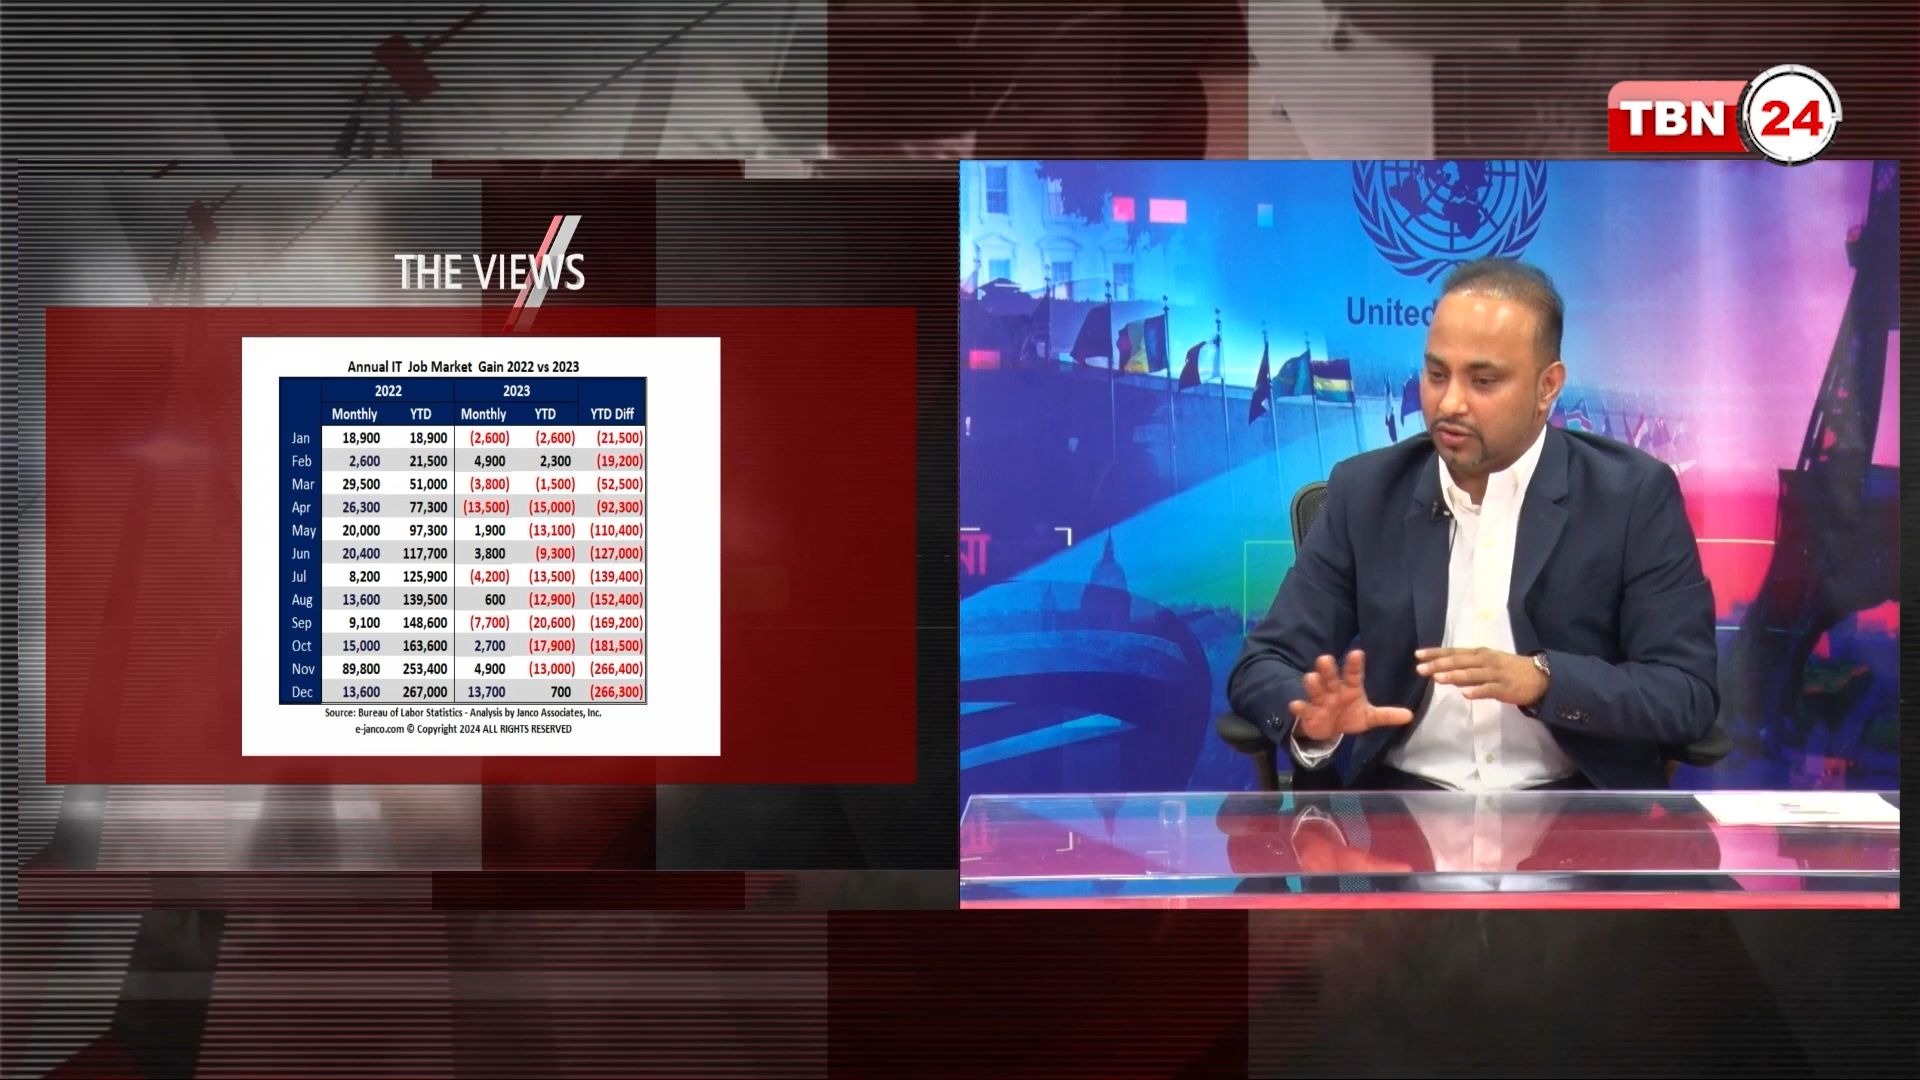 TBN 24
THE VIEWS
United
না
Annual IT Job Market Gain 2022 vs 2023
2022 2023
Monthly YTD Monthly YTD YTD Diff
Jan 18,900 18,900 (2,600) (2,600) (21,500)
Feb 2,600 21,500 4,900 2,300 (19,200)
Mar 29,500 51,000 (3,800) (1,500) (52,500)
Apr 26,300 77,300 (13,500) (15,000) (92,300)
May 20,000 97,300 1,900 (13,100) (110,400)
Jun 20,400 117,700 3,800 (9,300) (127,000)
Jul 8,200 125,900 (4,200) (13,500) (139,400)
Aug 13,600 139,500 600 (12,900) (152,400)
Sep 9,100 148,600 (7,700) (20,600) (169,200)
Oct 15,000 163,600 2,700 (17,900) (181,500)
Nov 89,800 253,400 4,900 (13,000) (266,400)
Dec 13,600 267,000 13,700 700 (266,300)
Source: Bureau of Labor Statistics - Analysis by Janco Associates, Inc.
e-janco.com © Copyright 2024 ALL RIGHTS RESERVED